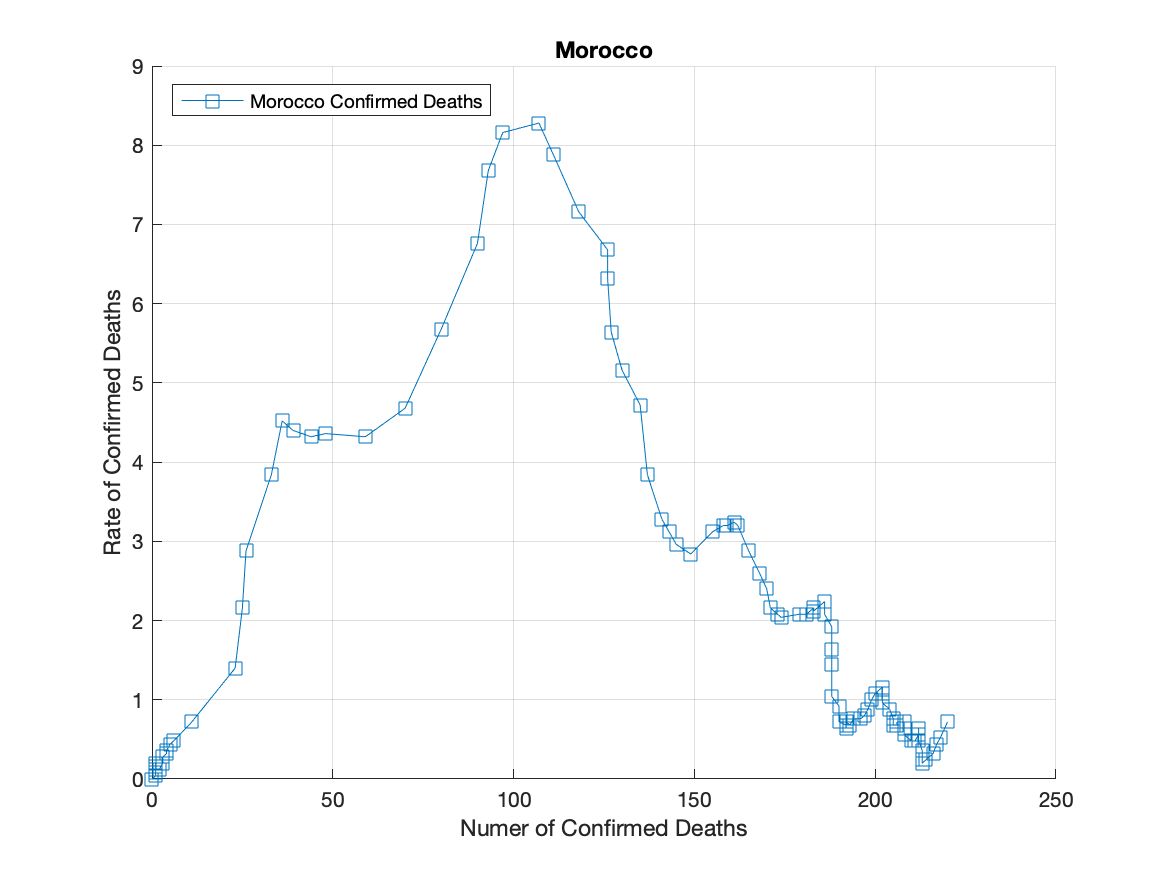 Morocco
Morocco Confirmed Deaths
9
8
7
6
5
4
3
2
1
0
Rate of Confirmed Deaths
0 50 100 150 200 250
Numer of Confirmed Deaths